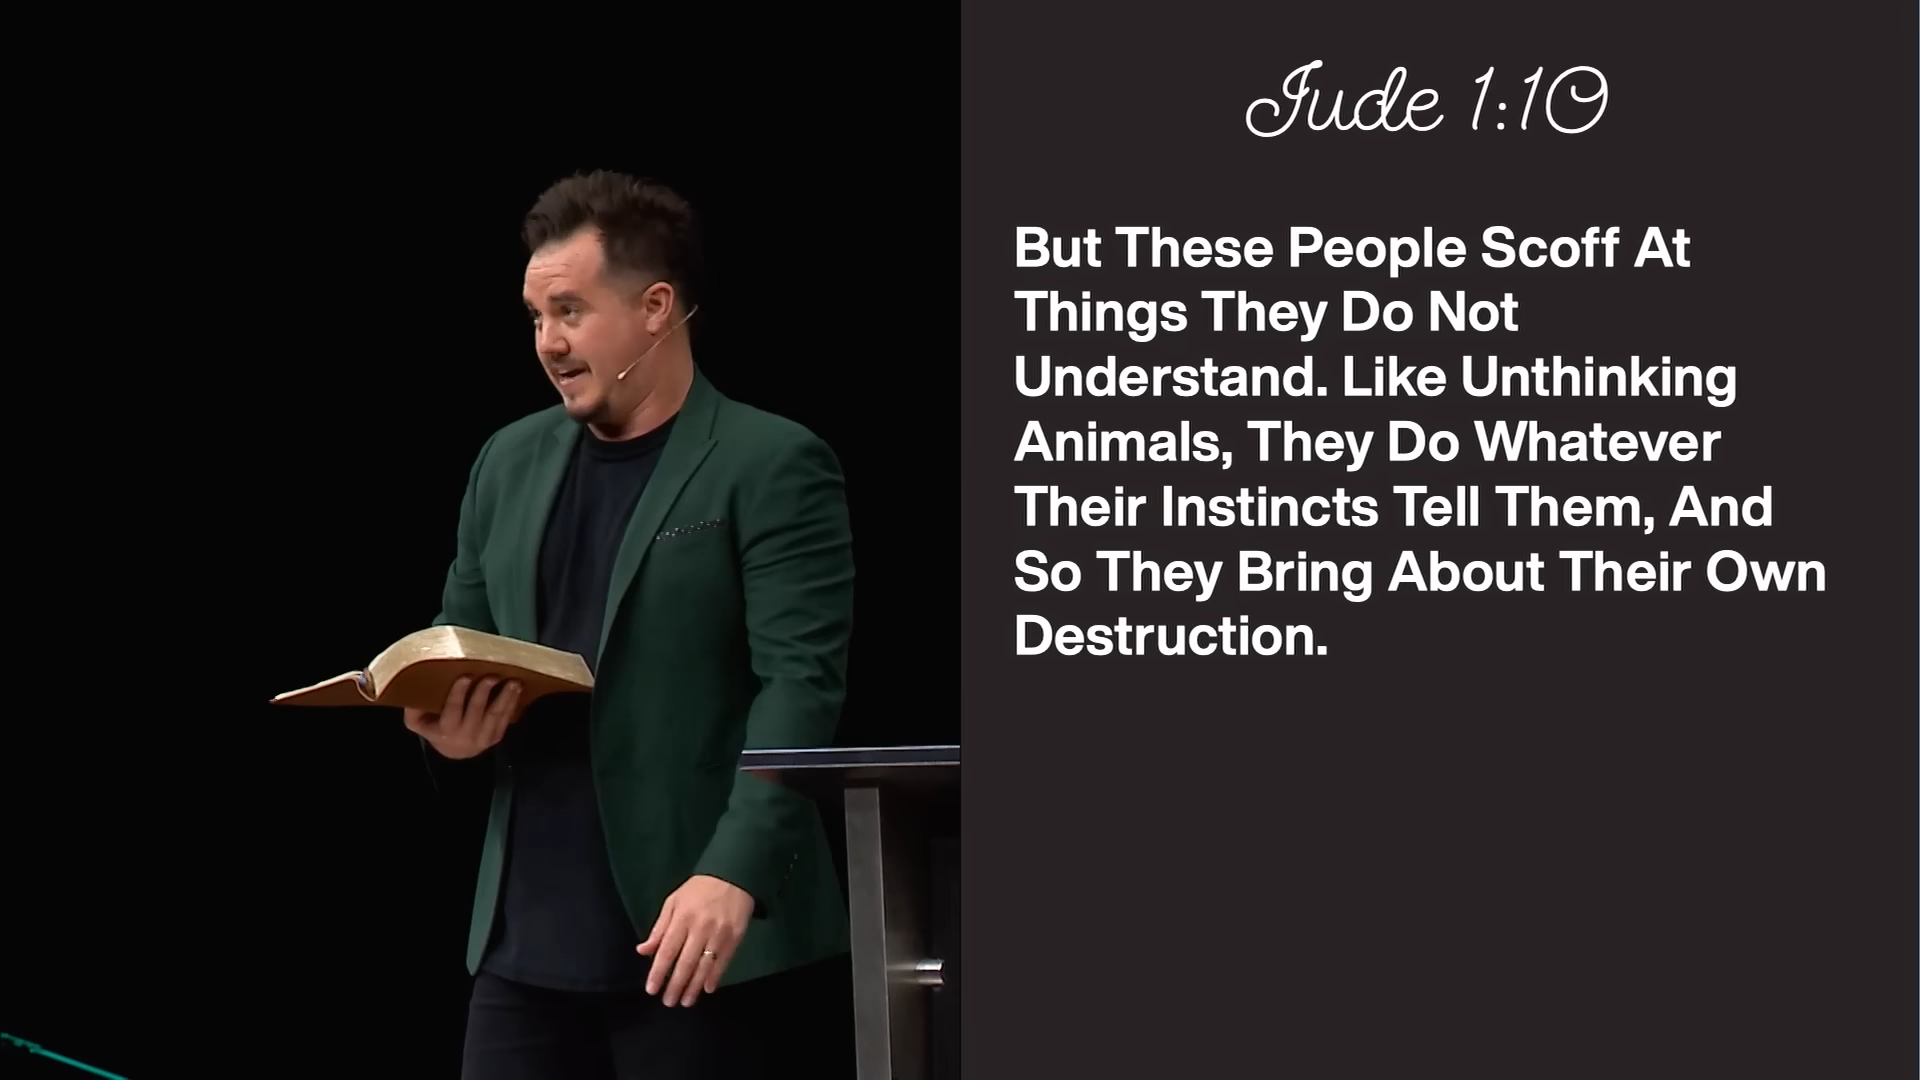 Jude 1:10
But These People Scoff At
Things They Do Not
Understand. Like Unthinking
Animals, They Do Whatever
Their Instincts Tell Them, And
So They Bring About Their Own
Destruction.